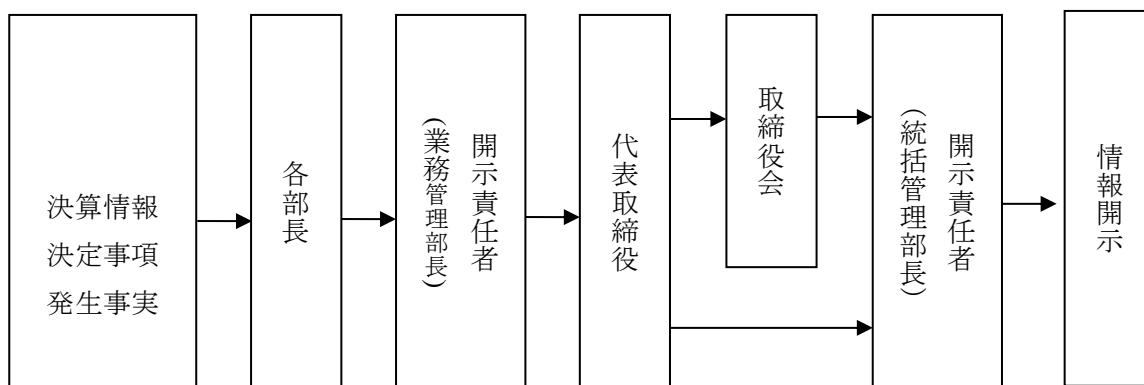 決算情報
決定事項
発生事実
各部長
開示責任者
(業務管理部長)
代表取締役
取締役会
開示責任者
(統括管理部長)
情報開示